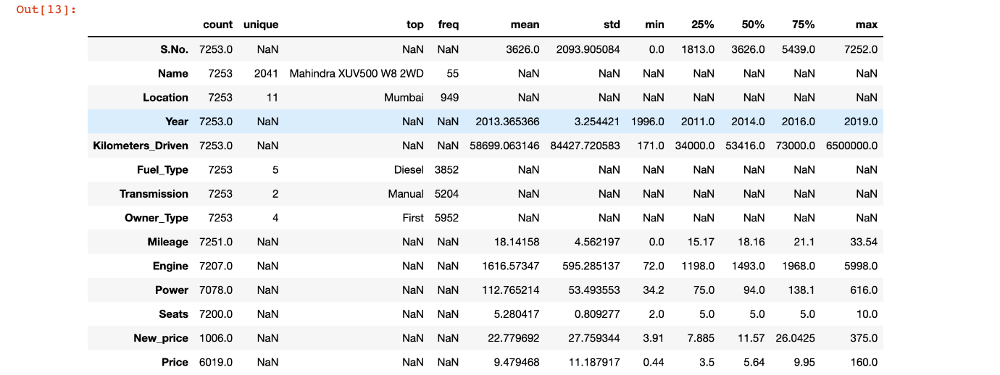 Out[13]:
count unique top freq mean std min 25% 50% 75% max
S.No. 7253.0 NaN NaN NaN 3626.0 2093.905084 0.0 1813.0 3626.0 5439.0 7252.0
Name 7253 2041 Mahindra XUV500 W8 2WD 55 NaN NaN NaN NaN NaN NaN NaN
Location 7253 11 Mumbai 949 NaN NaN NaN NaN NaN NaN NaN
Year 7253.0 NaN NaN NaN 2013.365366 3.254421 1996.0 2011.0 2014.0 2016.0 2019.0
Kilometers_Driven 7253.0 NaN NaN NaN 58699.063146 84427.720583 171.0 34000.0 53416.0 73000.0 6500000.0
Fuel_Type 7253 5 Diesel 3852 NaN NaN NaN NaN NaN NaN NaN
Transmission 7253 2 Manual 5204 NaN NaN NaN NaN NaN NaN NaN
Owner_Type 7253 4 First 5952 NaN NaN NaN NaN NaN NaN NaN
Mileage 7251.0 NaN NaN NaN 18.14158 4.562197 0.0 15.17 18.16 21.1 33.54
Engine 7207.0 NaN NaN NaN 1616.57347 595.285137 72.0 1198.0 1493.0 1968.0 5998.0
Power 7078.0 NaN NaN NaN 112.765214 53.493553 34.2 75.0 94.0 138.1 616.0
Seats 7200.0 NaN NaN NaN 5.280417 0.809277 2.0 5.0 5.0 5.0 10.0
New_price 1006.0 NaN NaN NaN 22.779692 27.759344 3.91 7.885 11.57 26.0425 375.0
Price 6019.0 NaN NaN NaN 9.479468 11.187917 0.44 3.5 5.64 9.95 160.0